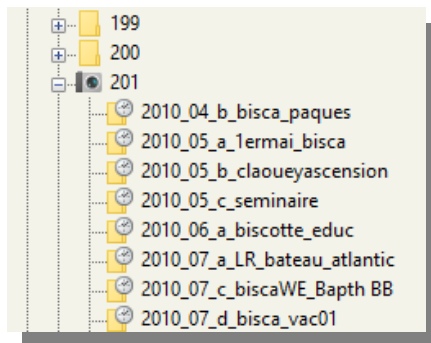 199
200
201
2010_04_b_bisca_paques
2010_05_a_1ermai_bisca
2010_05_b_claoueyascension
2010_05_c_seminaire
2010_06_a_biscotte_educ
2010_07_a_LR_bateau_atlantic
2010_07_c_biscaWE_Bapth BB
2010_07_d_bisca_vac01